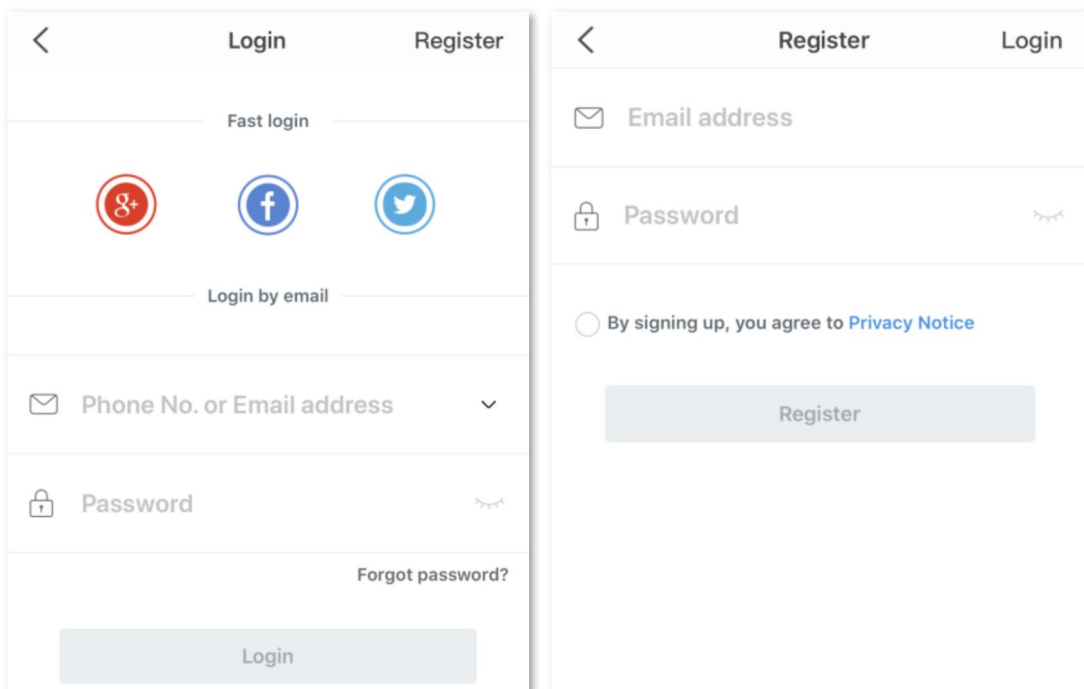 Login
Register
Fast login
g+
f
Login by email
Phone No. or Email address
Password
Forgot password?
Login
Register
Login
Email address
Password
By signing up, you agree to Privacy Notice
Register